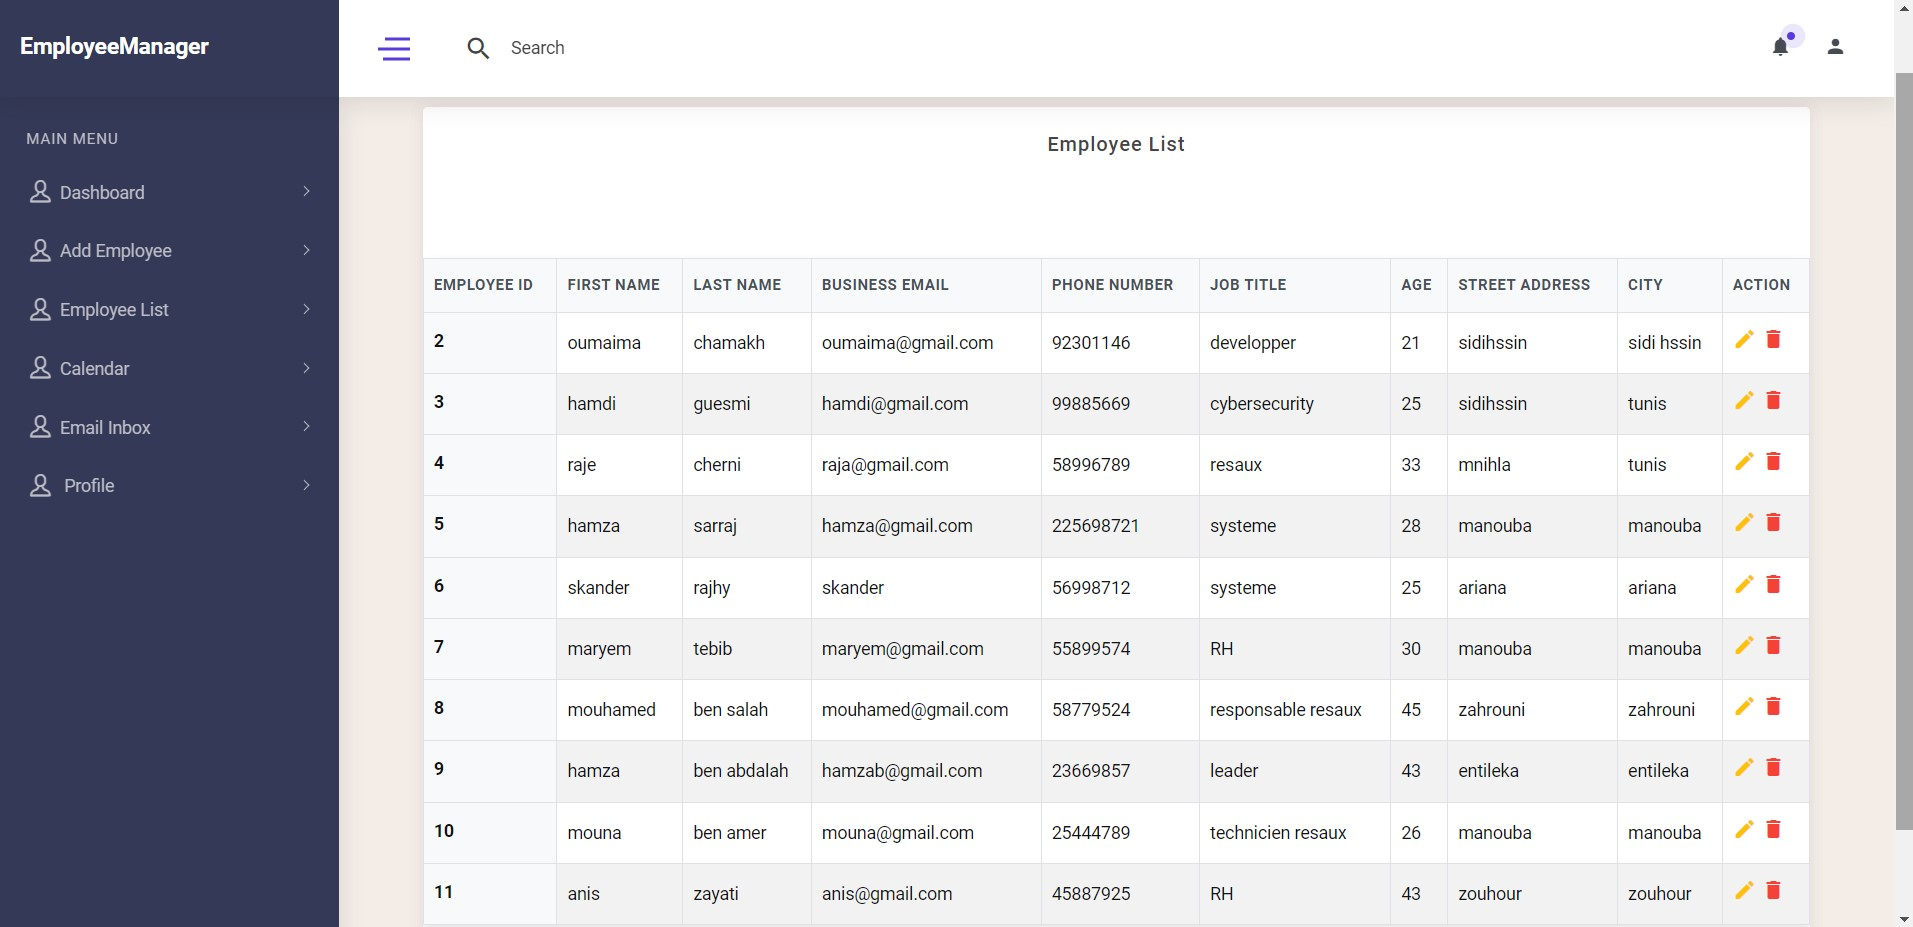 EmployeeManager
Search
MAIN MENU
Dashboard
Add Employee
Employee List
Calendar
Email Inbox
Profile
Employee List
EMPLOYEE ID FIRST NAME LAST NAME BUSINESS EMAIL PHONE NUMBER JOB TITLE AGE STREET ADDRESS CITY ACTION
2 oumaima chamakh oumaima@gmail.com 92301146 developper 21 sidihssin sidi hssin
3 hamdi guesmi hamdi@gmail.com 99885669 cybersecurity 25 sidihssin tunis
4 raje cherni raja@gmail.com 58996789 resaux 33 mnihla tunis
5 hamza sarraj hamza@gmail.com 225698721 systeme 28 manouba manouba
6 skander rajhy skander 56998712 systeme 25 ariana ariana
7 maryem tebib maryem@gmail.com 55899574 RH 30 manouba manouba
8 mouhamed ben salah mouhamed@gmail.com 58779524 responsable resaux 45 zahrouni zahrouni
9 hamza ben abdalah hamzab@gmail.com 23669857 leader 43 entileka entileka
10 mouna ben amer mouna@gmail.com 25444789 technicien resaux 26 manouba manouba
11 anis zayati anis@gmail.com 45887925 RH 43 zouhour zouhour